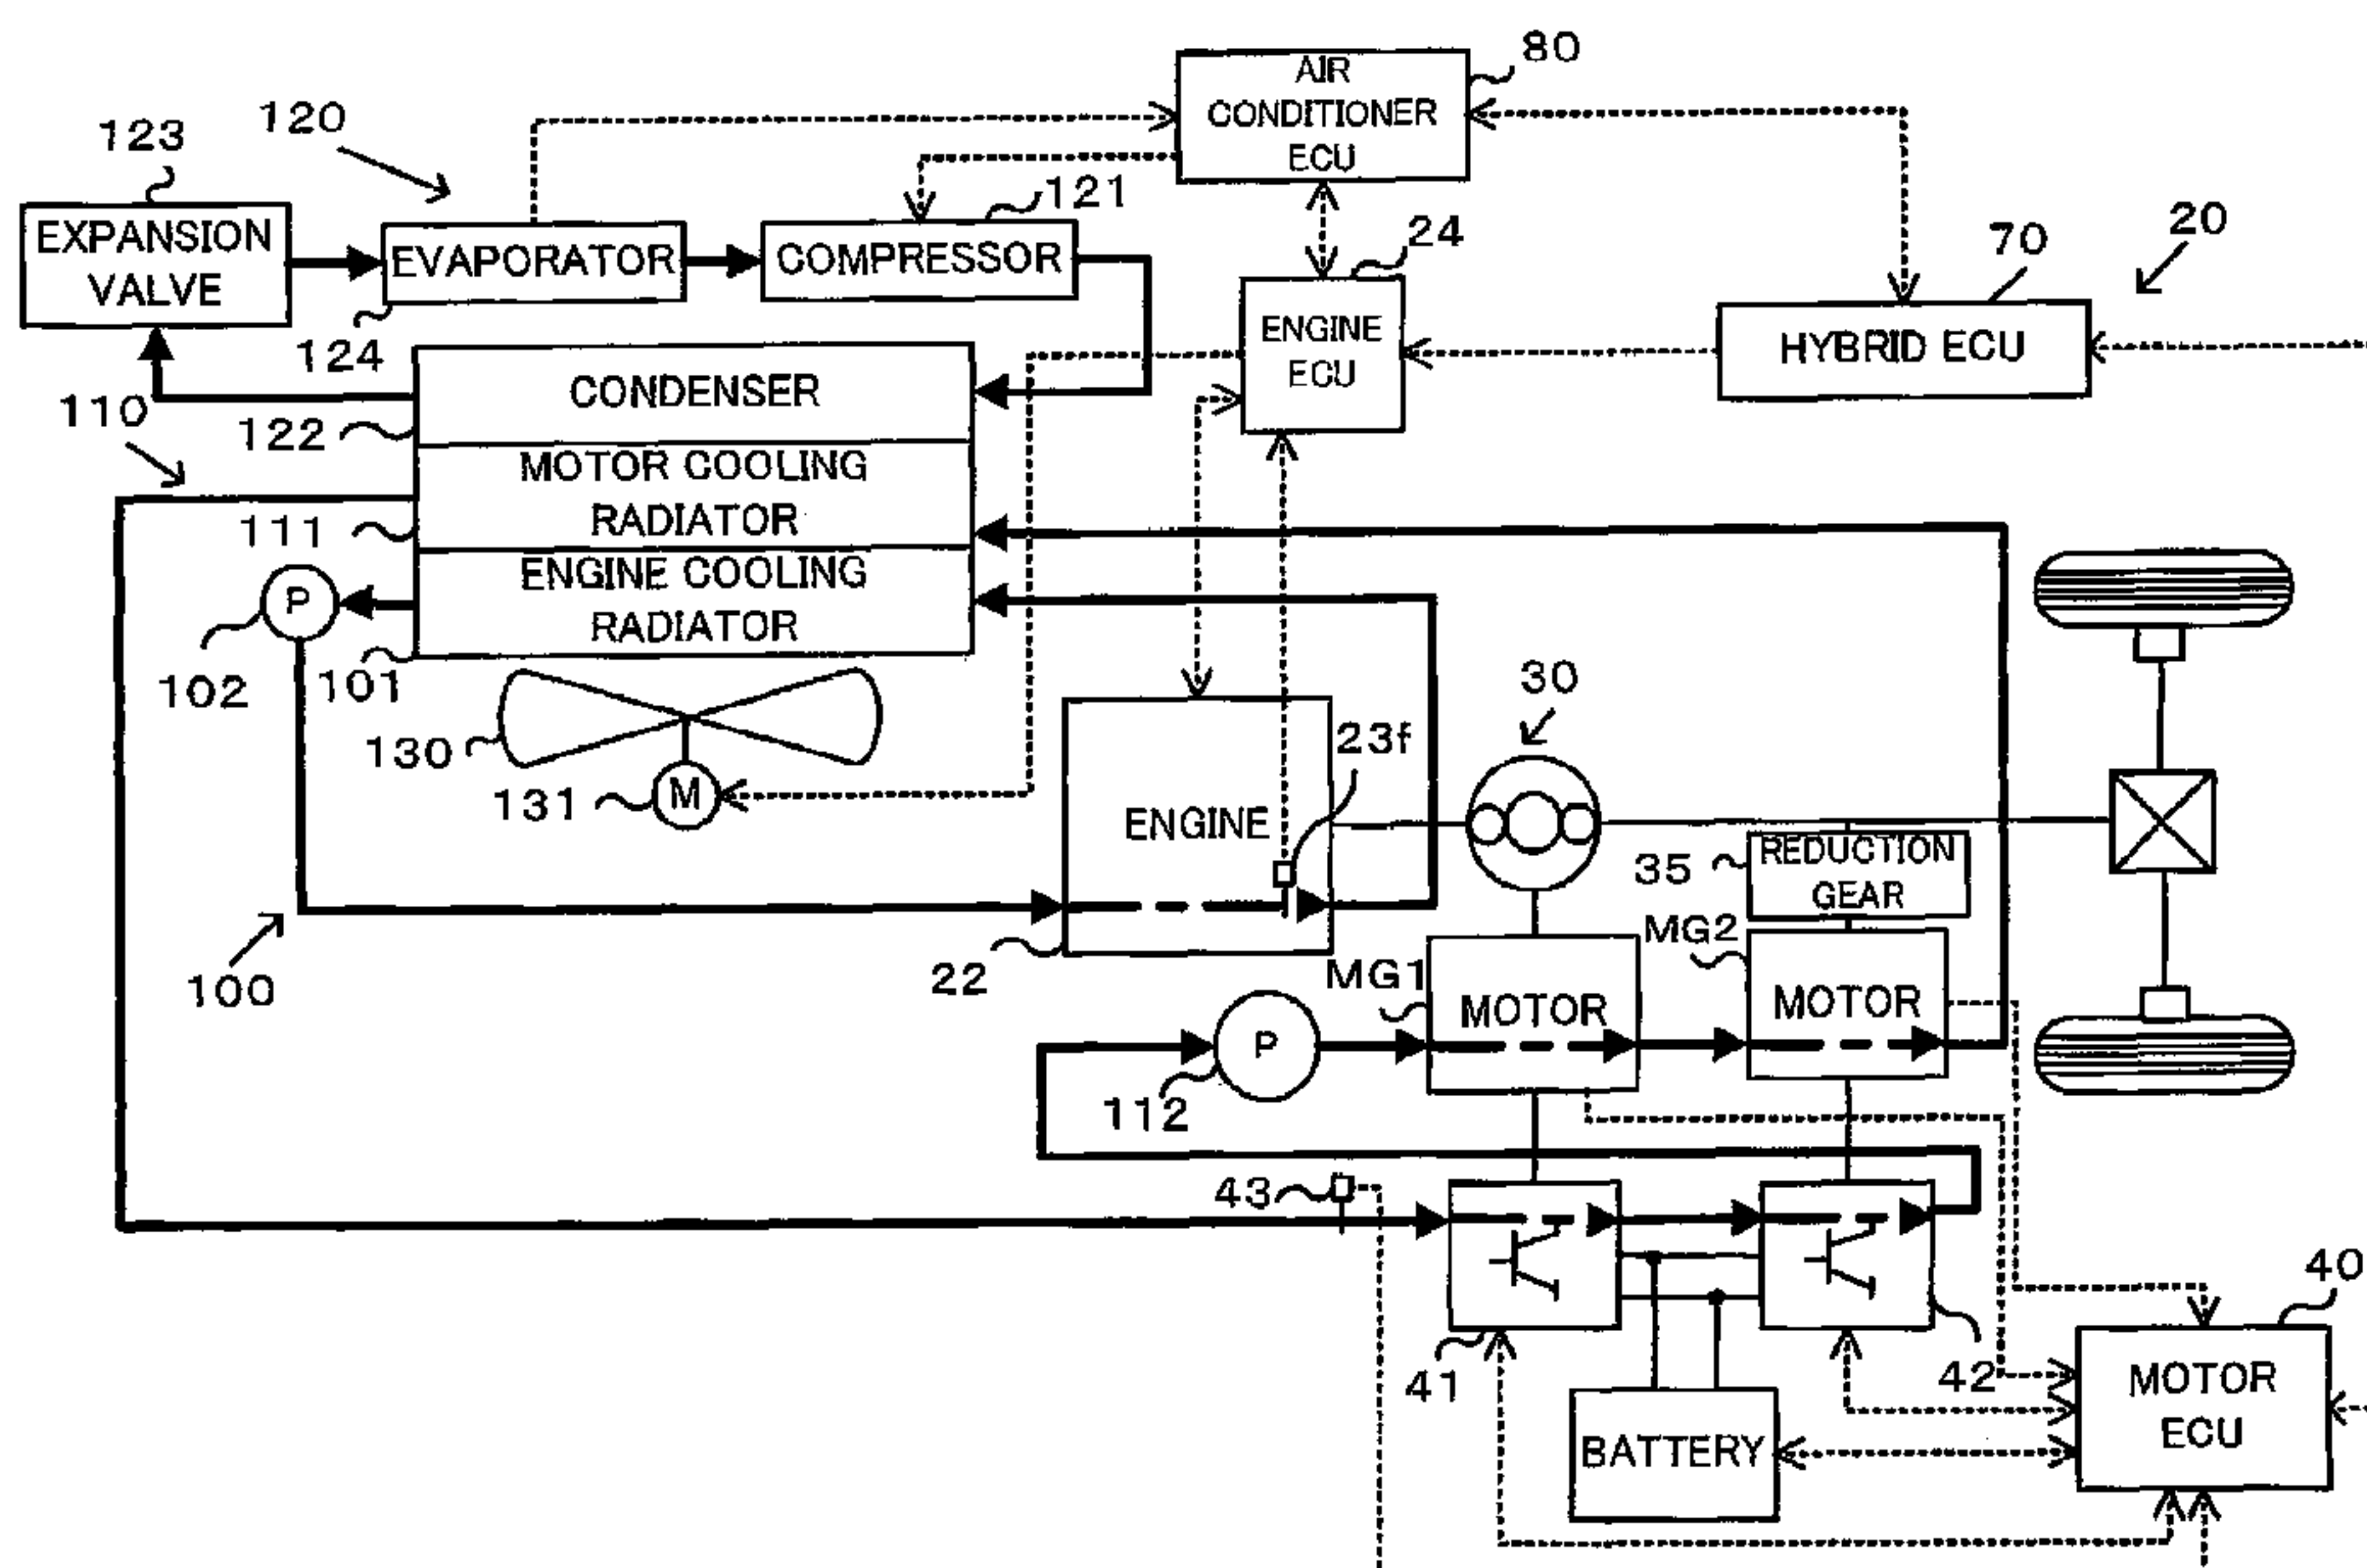 80
AIR
CONDITIONER
ECU
123
120
121
EXPANSION
VALVE
EVAPORATOR
COMPRESSOR
24
70
20
124
ENGINE
ECU
HYBRID ECU
110
122
CONDENSER
MOTOR COOLING
RADIATOR
111
ENGINE COOLING
RADIATOR
P
102
101
30
23f
130
131
M
ENGINE
35
REDUCTION
GEAR
MG2
100
22
MG1
MOTOR
MOTOR
P
112
43
40
41
42
MOTOR
ECU
BATTERY